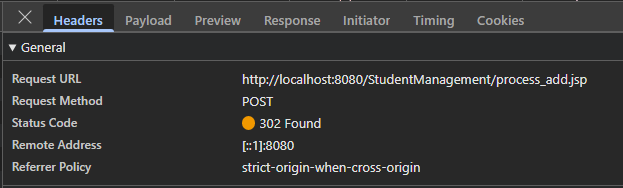 Headers Payload Preview Response Initiator Timing Cookies
▼ General
Request URL http://localhost:8080/StudentManagement/process_add.jsp
Request Method POST
Status Code 302 Found
Remote Address [::1]:8080
Referrer Policy strict-origin-when-cross-origin